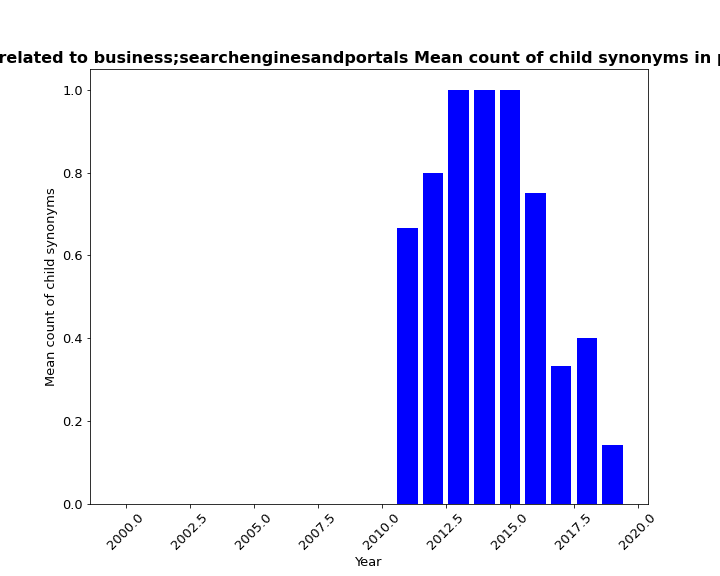 related to business;searchenginesandportals Mean count of child synonyms in
1.0
0.8
0.6
0.4
0.2
0.0
Mean count of child synonyms
2000.0 2002.5 2005.0 2007.5 2010.0 2012.5 2015.0 2017.5 2020.0
Year